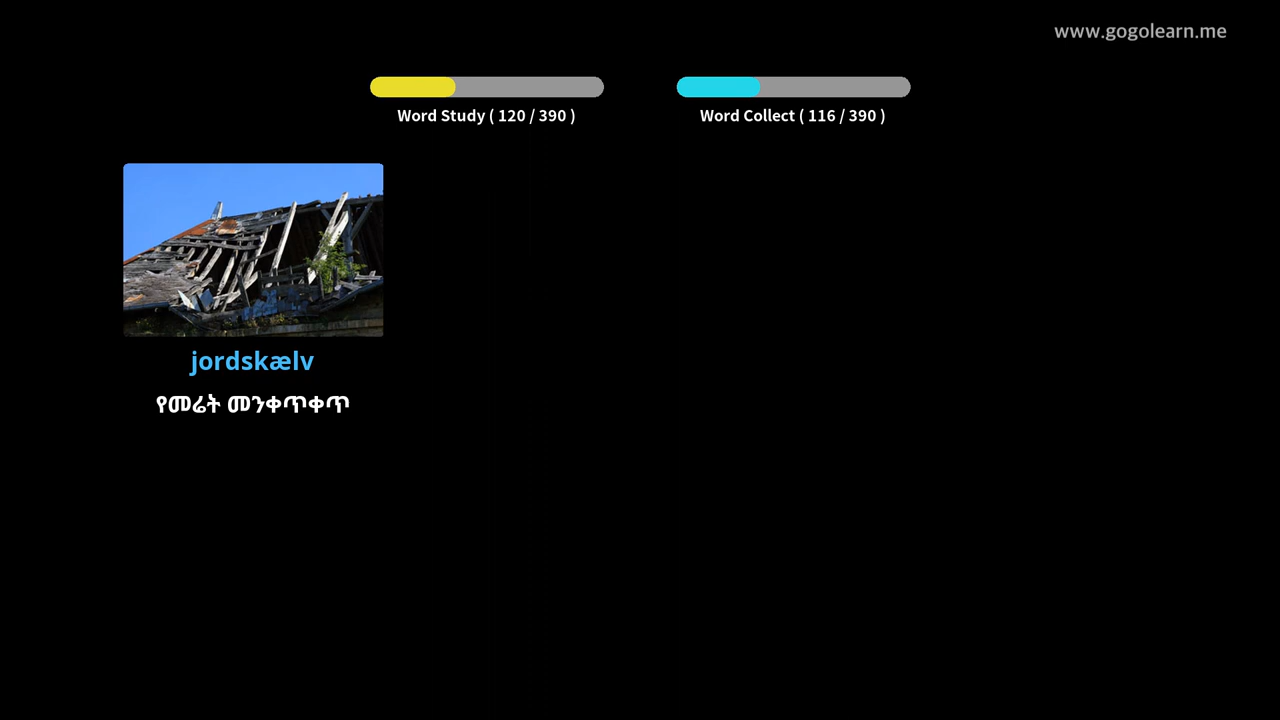 www.gogolearn.me
Word Study ( 120 / 390 )
Word Collect ( 116 / 390 )
jordskælv
የመሬት መንቀጥቀጥ